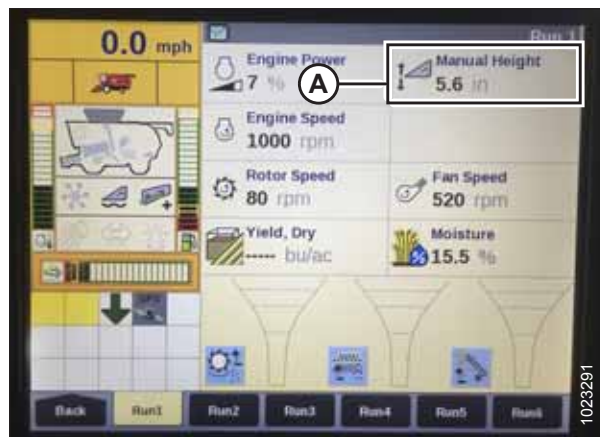 0.0 mph
Run 1
Engine Power
7 %
A
Manual Height
5.6 in
Engine Speed
1000 rpm
Rotor Speed
80 rpm
Fan Speed
520 rpm
Yield, Dry
----- bu/ac
Moisture
15.5 %
Back
Run1
Run2
Run3
Run4
Run5
Run6
1023291